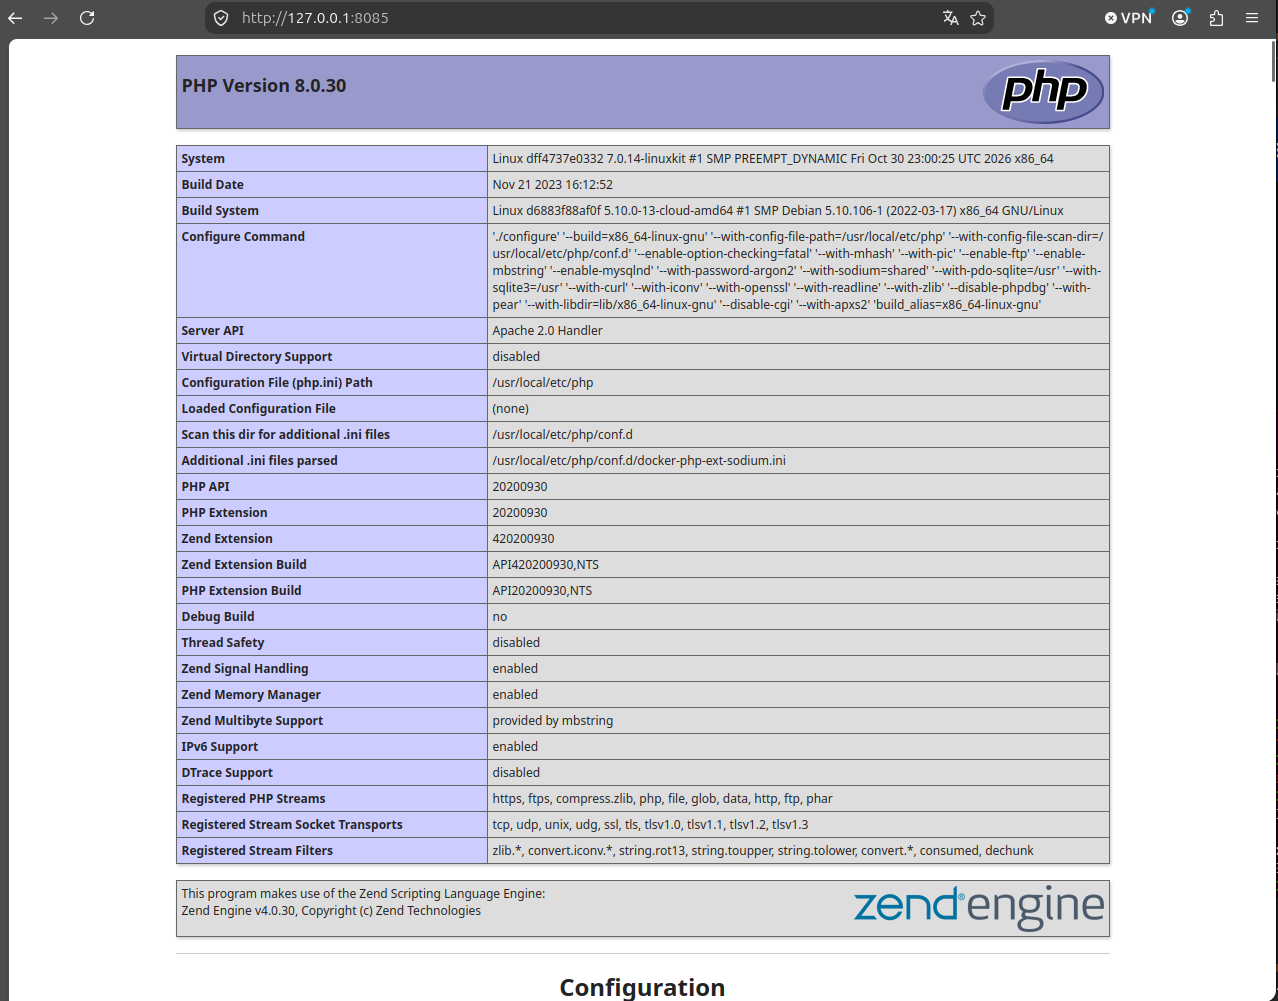 http://127.0.0.1:8085
VPN
PHP Version 8.0.30
php
System Linux dff4737e0332 7.0.14-linuxkit #1 SMP PREEMPT_DYNAMIC Fri Oct 30 23:00:25 UTC 2026 x86_64
Build Date Nov 21 2023 16:12:52
Build System Linux d6883f88af0f 5.10.0-13-cloud-amd64 #1 SMP Debian 5.10.106-1 (2022-03-17) x86_64 GNU/Linux
Configure Command './configure' '--build=x86_64-linux-gnu' '--with-config-file-path=/usr/local/etc/php' '--with-config-file-scan-dir=/
usr/local/etc/php/conf.d' '--enable-option-checking=fatal' '--with-mhash' '--with-pic' '--enable-ftp' '--enable-
mbstring' '--enable-mysqlnd' '--with-password-argon2' '--with-sodium=shared' '--with-pdo-sqlite=/usr' '--with-
sqlite3=/usr' '--with-curl' '--with-iconv' '--with-openssl' '--with-readline' '--with-zlib' '--disable-phpdbg' '--with-
pear' '--with-libdir=lib/x86_64-linux-gnu' '--disable-cgi' '--with-apxs2' 'build_alias=x86_64-linux-gnu'
Server API Apache 2.0 Handler
Virtual Directory Support disabled
Configuration File (php.ini) Path /usr/local/etc/php
Loaded Configuration File (none)
Scan this dir for additional .ini files /usr/local/etc/php/conf.d
Additional .ini files parsed /usr/local/etc/php/conf.d/docker-php-ext-sodium.ini
PHP API 20200930
PHP Extension 20200930
Zend Extension 420200930
Zend Extension Build API420200930,NTS
PHP Extension Build API20200930,NTS
Debug Build no
Thread Safety disabled
Zend Signal Handling enabled
Zend Memory Manager enabled
Zend Multibyte Support provided by mbstring
IPv6 Support enabled
DTrace Support disabled
Registered PHP Streams https, ftps, compress.zlib, php, file, glob, data, http, ftp, phar
Registered Stream Socket Transports tcp, udp, unix, udg, ssl, tls, tlsv1.0, tlsv1.1, tlsv1.2, tlsv1.3
Registered Stream Filters zlib.*, convert.iconv.*, string.rot13, string.toupper, string.tolower, convert.*, consumed, dechunk
This program makes use of the Zend Scripting Language Engine:
Zend Engine v4.0.30, Copyright (c) Zend Technologies
zend®engine
Configuration